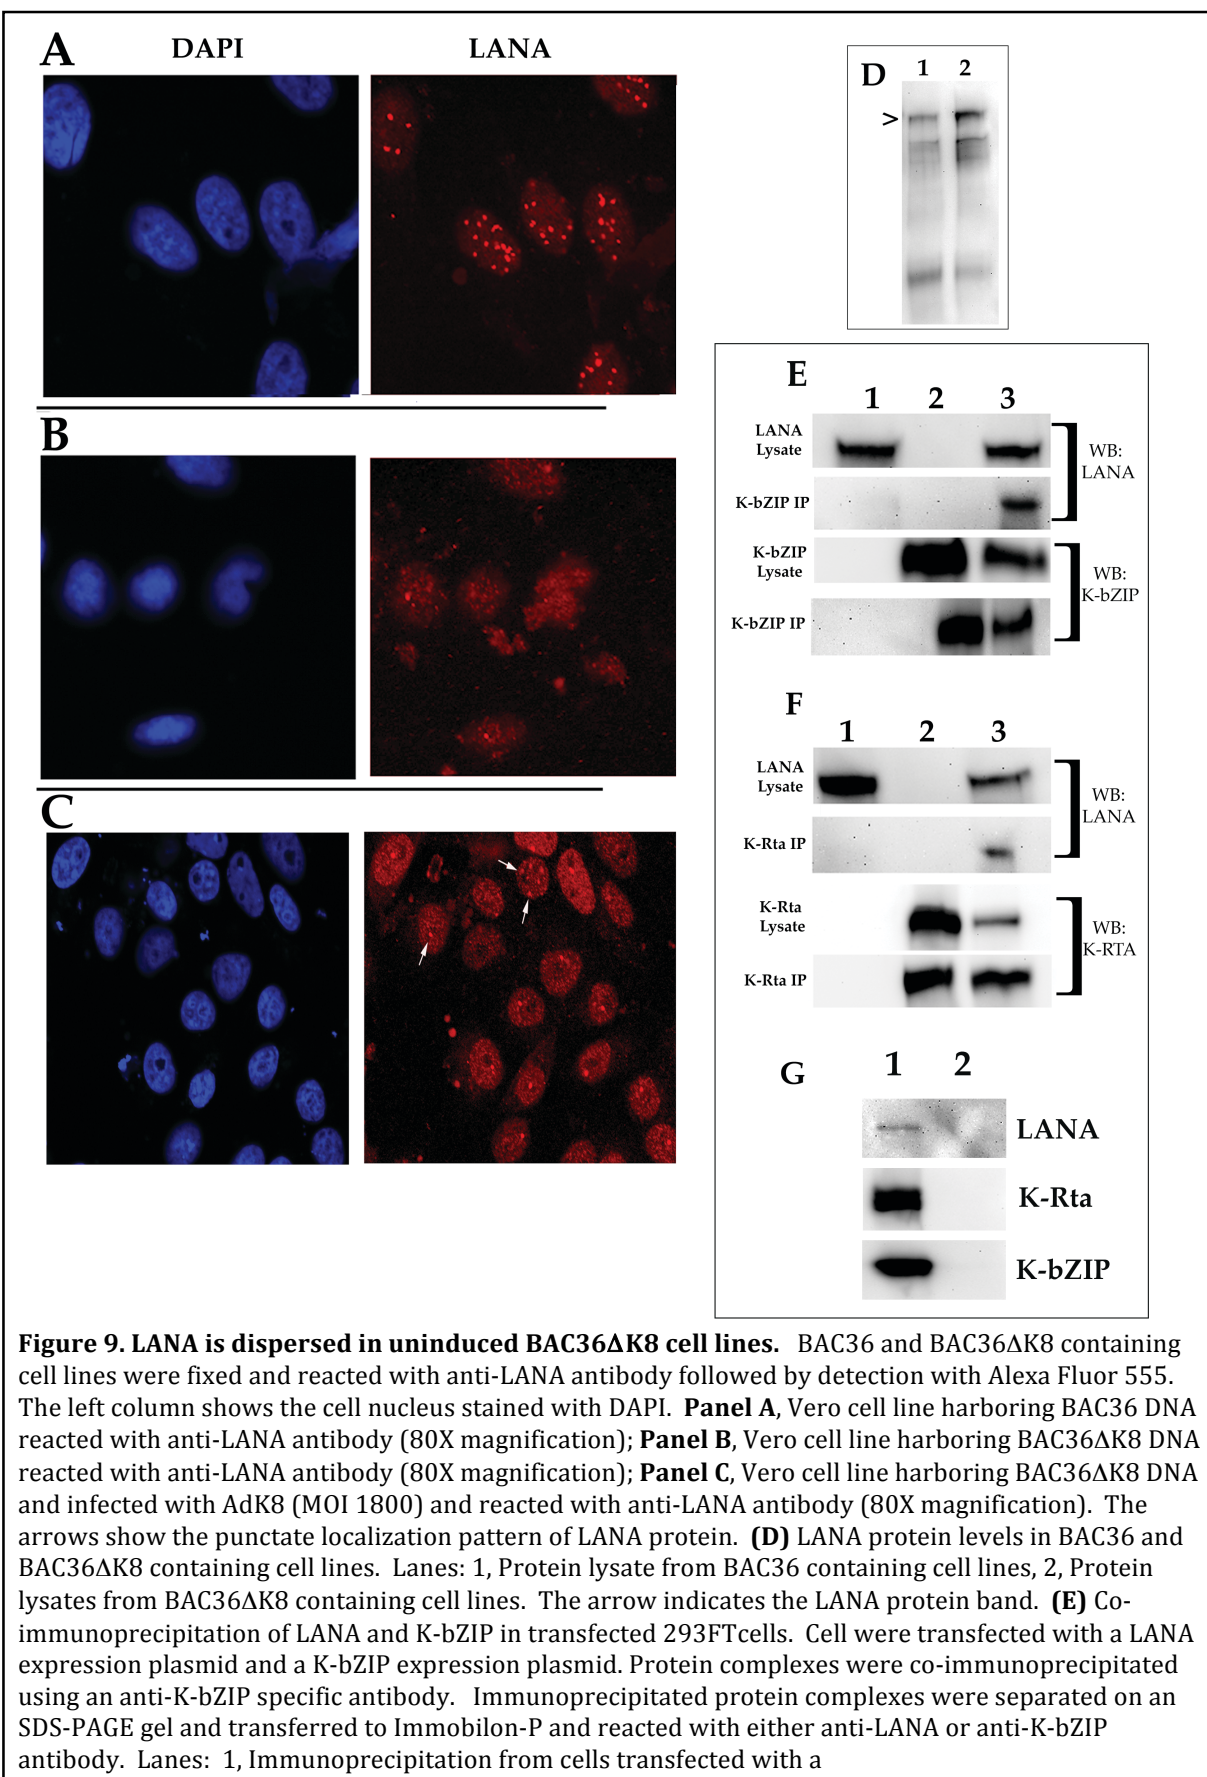 A
DAPI
LANA
B
C
D
1 2
>
E
1 2 3
LANA
Lysate
K-bZIP IP
WB:
LANA
K-bZIP
Lysate
K-bZIP IP
WB:
K-bZIP
F
1 2 3
LANA
Lysate
K-Rta IP
WB:
LANA
K-Rta
Lysate
K-Rta IP
WB:
K-RTA
G
1 2
LANA
K-Rta
K-bZIP
Figure 9. LANA is dispersed in uninduced BAC36ΔK8 cell lines. BAC36 and BAC36ΔK8 containing
cell lines were fixed and reacted with anti-LANA antibody followed by detection with Alexa Fluor 555.
The left column shows the cell nucleus stained with DAPI. Panel A, Vero cell line harboring BAC36 DNA
reacted with anti-LANA antibody (80X magnification); Panel B, Vero cell line harboring BAC36ΔK8 DNA
reacted with anti-LANA antibody (80X magnification); Panel C, Vero cell line harboring BAC36ΔK8 DNA
and infected with AdK8 (MOI 1800) and reacted with anti-LANA antibody (80X magnification). The
arrows show the punctate localization pattern of LANA protein. (D) LANA protein levels in BAC36 and
BAC36ΔK8 containing cell lines. Lanes: 1, Protein lysate from BAC36 containing cell lines, 2, Protein
lysates from BAC36ΔK8 containing cell lines. The arrow indicates the LANA protein band. (E) Co-
immunoprecipitation of LANA and K-bZIP in transfected 293FTcells. Cell were transfected with a LANA
expression plasmid and a K-bZIP expression plasmid. Protein complexes were co-immunoprecipitated
using an anti-K-bZIP specific antibody. Immunoprecipitated protein complexes were separated on an
SDS-PAGE gel and transferred to Immobilon-P and reacted with either anti-LANA or anti-K-bZIP
antibody. Lanes: 1, Immunoprecipitation from cells transfected with a